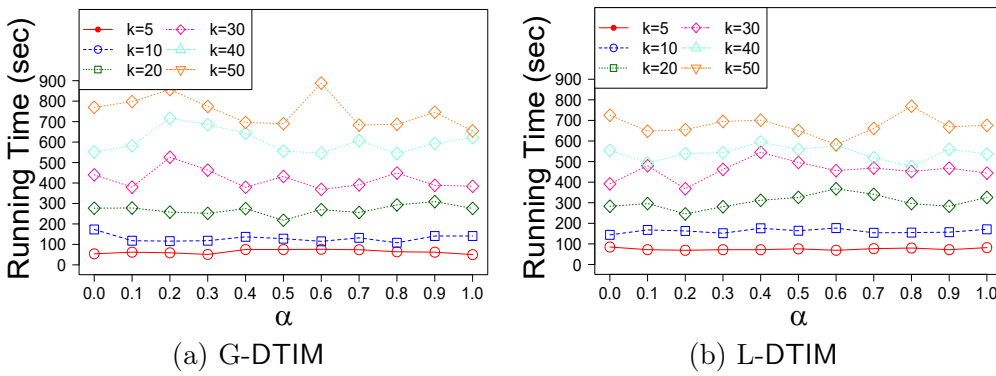 Running Time (sec)
k=5 k=30
k=10 k=40
k=20 k=50
900
800
700
600
500
400
300
200
100
0
0.0 0.1 0.2 0.3 0.4 0.5 0.6 0.7 0.8 0.9 1.0
α
(a) G-DTIM
Running Time (sec)
k=5 k=30
k=10 k=40
k=20 k=50
900
800
700
600
500
400
300
200
100
0
0.0 0.1 0.2 0.3 0.4 0.5 0.6 0.7 0.8 0.9 1.0
α
(b) L-DTIM